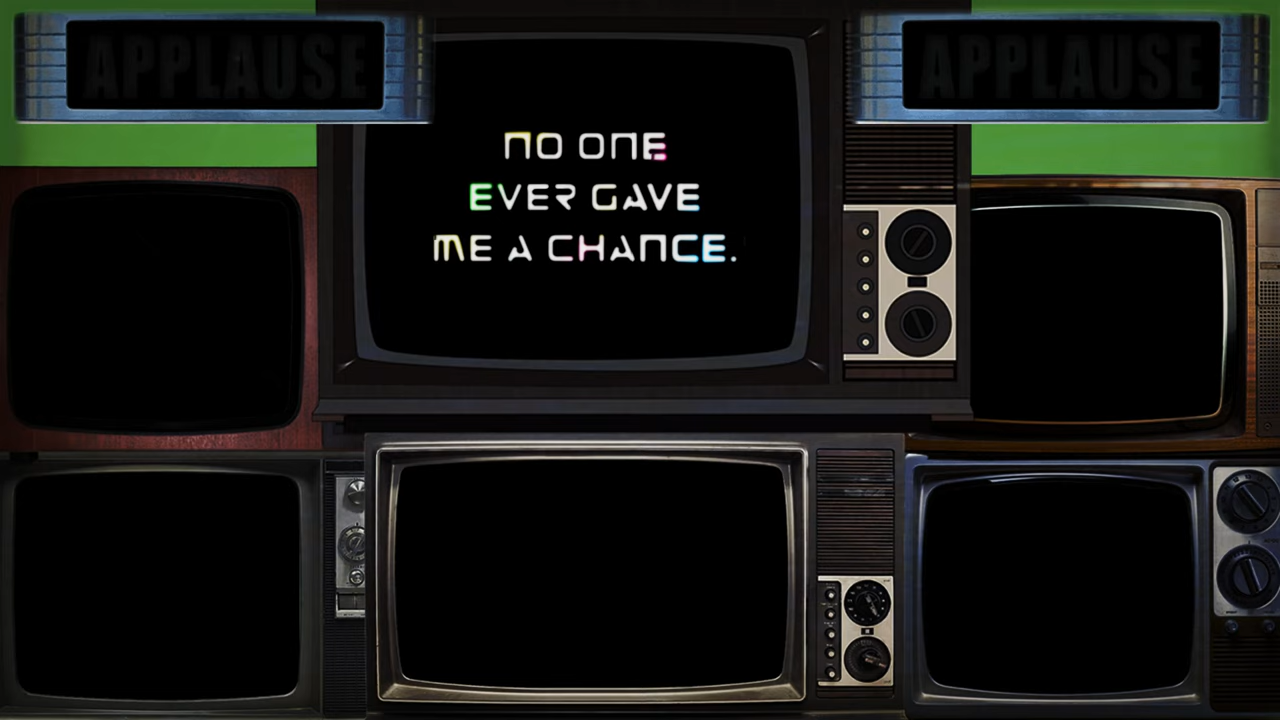 APPLAUSE
APPLAUSE
NO ONE
EVER GAVE
ME A CHANCE.